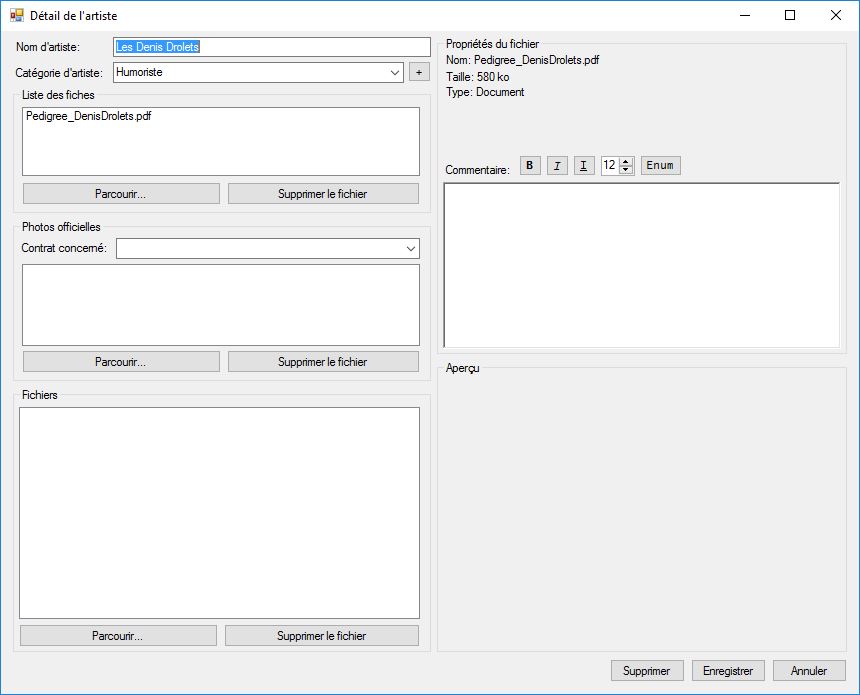 Détail de l'artiste
Nom d'artiste: Les Denis Drolets
Catégorie d'artiste: Humoriste +
Liste des fiches
Pedigree_DenisDrolets.pdf
Parcourir... Supprimer le fichier
Photos officielles
Contrat concerné:
Parcourir... Supprimer le fichier
Fichiers
Parcourir... Supprimer le fichier
Propriétés du fichier
Nom: Pedigree_DenisDrolets.pdf
Taille: 580 ko
Type: Document
Commentaire: B I I 12 Enum
Aperçu
Supprimer Enregistrer Annuler